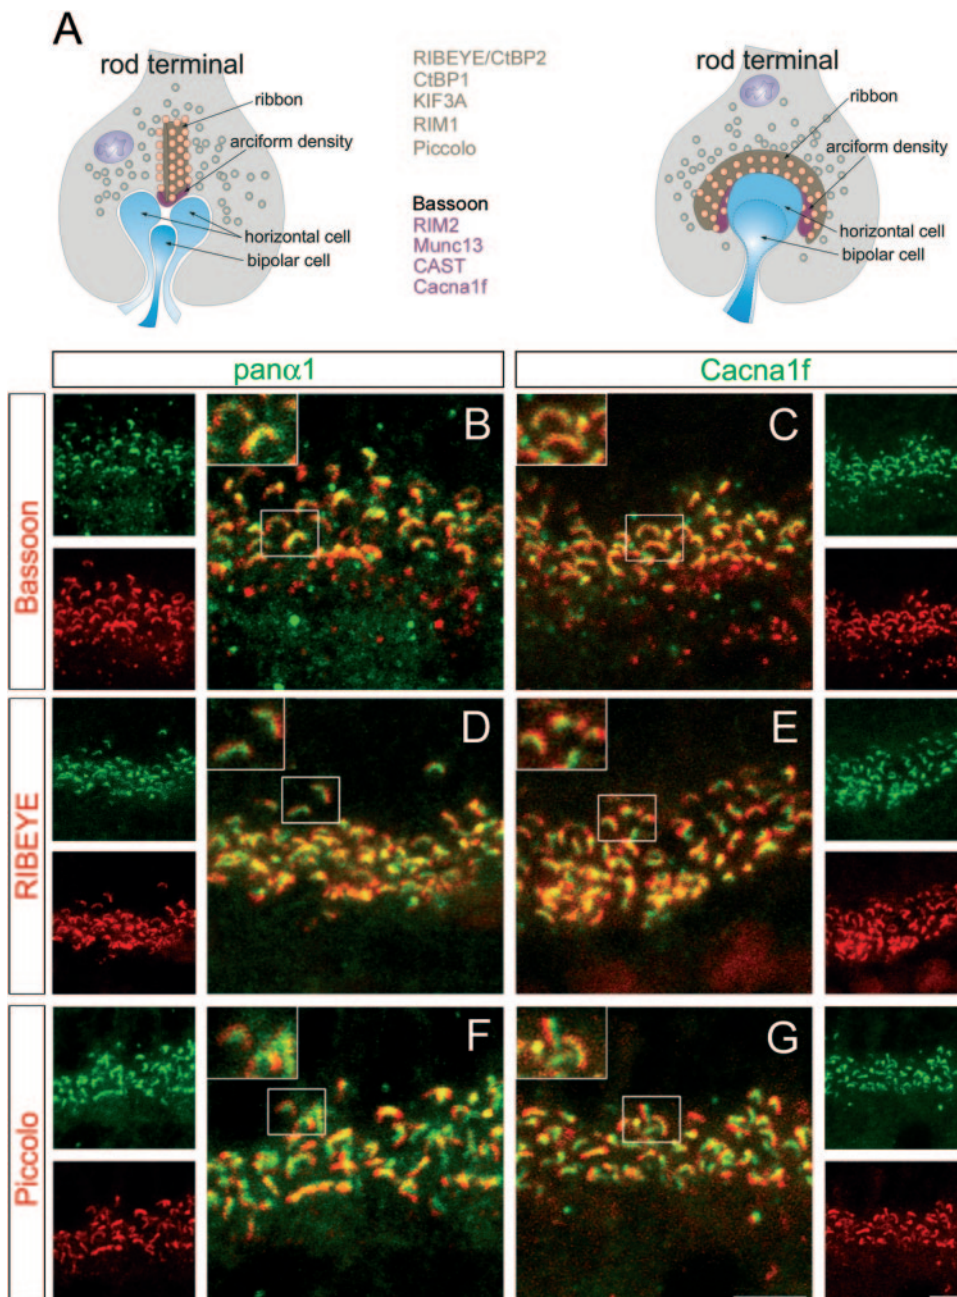 A
rod terminal
ribbon
arciform density
horizontal cell
bipolar cell
RIBEYE/CtBP2
CtBP1
KIF3A
RIM1
Piccolo
Bassoon
RIM2
Munc13
CAST
Cacna1f
rod terminal
ribbon
arciform density
horizontal cell
bipolar cell
panα1
Cacna1f
Bassoon
B
C
RIBEYE
D
E
Piccolo
F
G